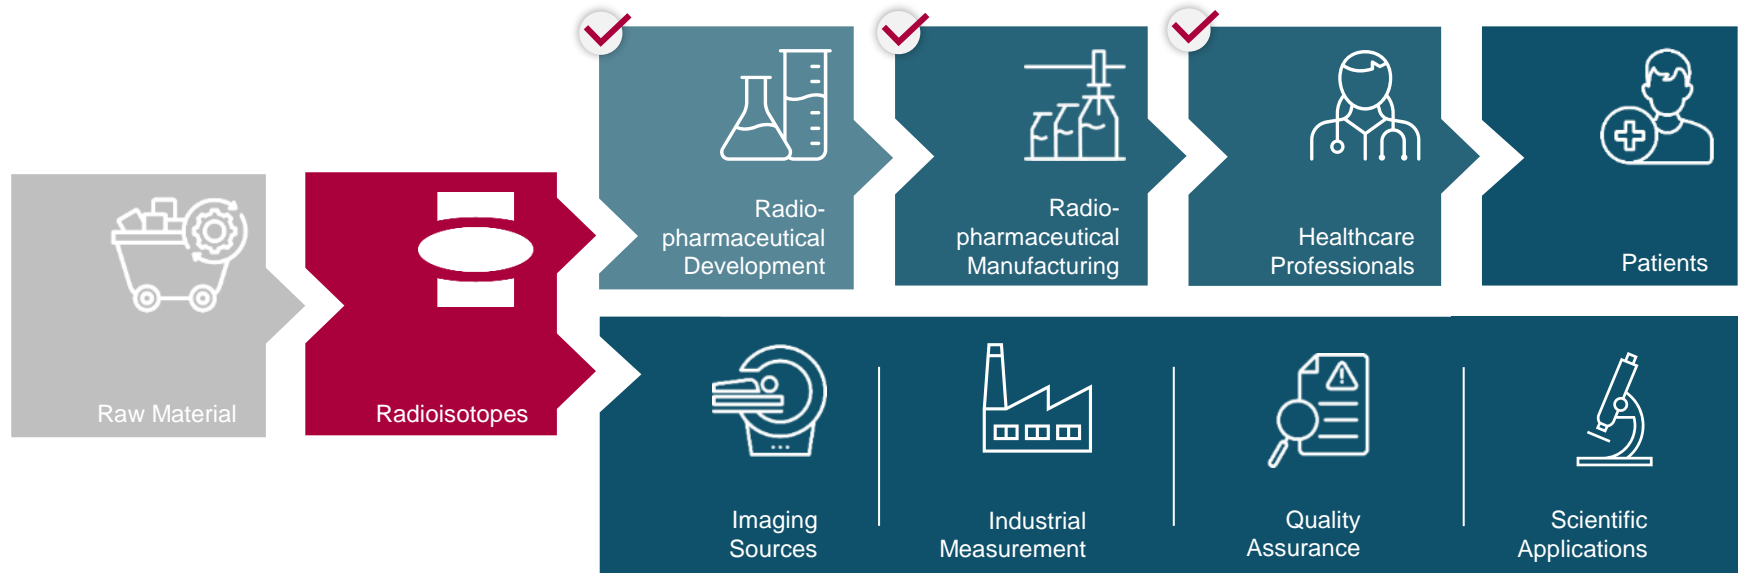 Raw Material
Radioisotopes
Radio-
pharmaceutical
Development
Radio-
pharmaceutical
Manufacturing
Healthcare
Professionals
Patients
Imaging
Sources
Industrial
Measurement
Quality
Assurance
Scientific
Applications